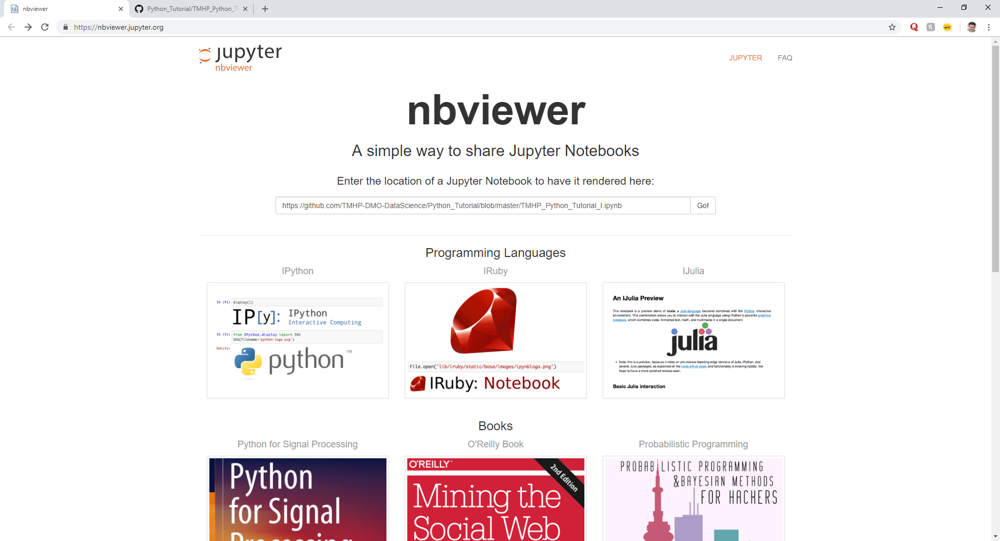 nbviewer
Python_Tutorial/TMHP_Python_T
https://nbviewer.jupyter.org
jupyter
nbviewer
JUPYTER
FAQ
nbviewer
A simple way to share Jupyter Notebooks
Enter the location of a Jupyter Notebook to have it rendered here:
https://github.com/TMHP-DMO-DataScience/Python_Tutorial/blob/master/TMHP_Python_Tutorial_I.ipynb
Go!
Programming Languages
IPython
IRuby
IJulia
In [9]: display(i)
IP[y]:
IPython
Interactive Computing
In [3]: from IPython.display import SVG
SVG(filename='python-logo.svg')
Out[3]:
python™
File.open('lib/iruby/static/base/images/ipynblogo.png')
IRuby: Notebook
An IJulia Preview
This notebook is a preview demo of IJulia: a Julia-language backend combined with the IPython interactive
environment. This combination allows you to interact with the Julia language using IPython's powerful graphical
notebook, which combines code, formatted text, math, and multimedia in a single document.
julia
• Note: this is a preview, because it relies on pre-release bleeding-edge versions of Julia, IPython, and
several Julia packages, as explained on the IJulia github page, and functionality is evolving rapidly. We
hope to have a more polished release soon.
Basic Julia interaction
Books
Python for Signal Processing
O'Reilly Book
Probabilistic Programming
Python
for Signal
Processing
O'REILLY®
2nd Edition
Mining the
Social Web
PROBABILISTIC PROGRAMMING
&BAYESIAN METHODS
FOR HACKERS